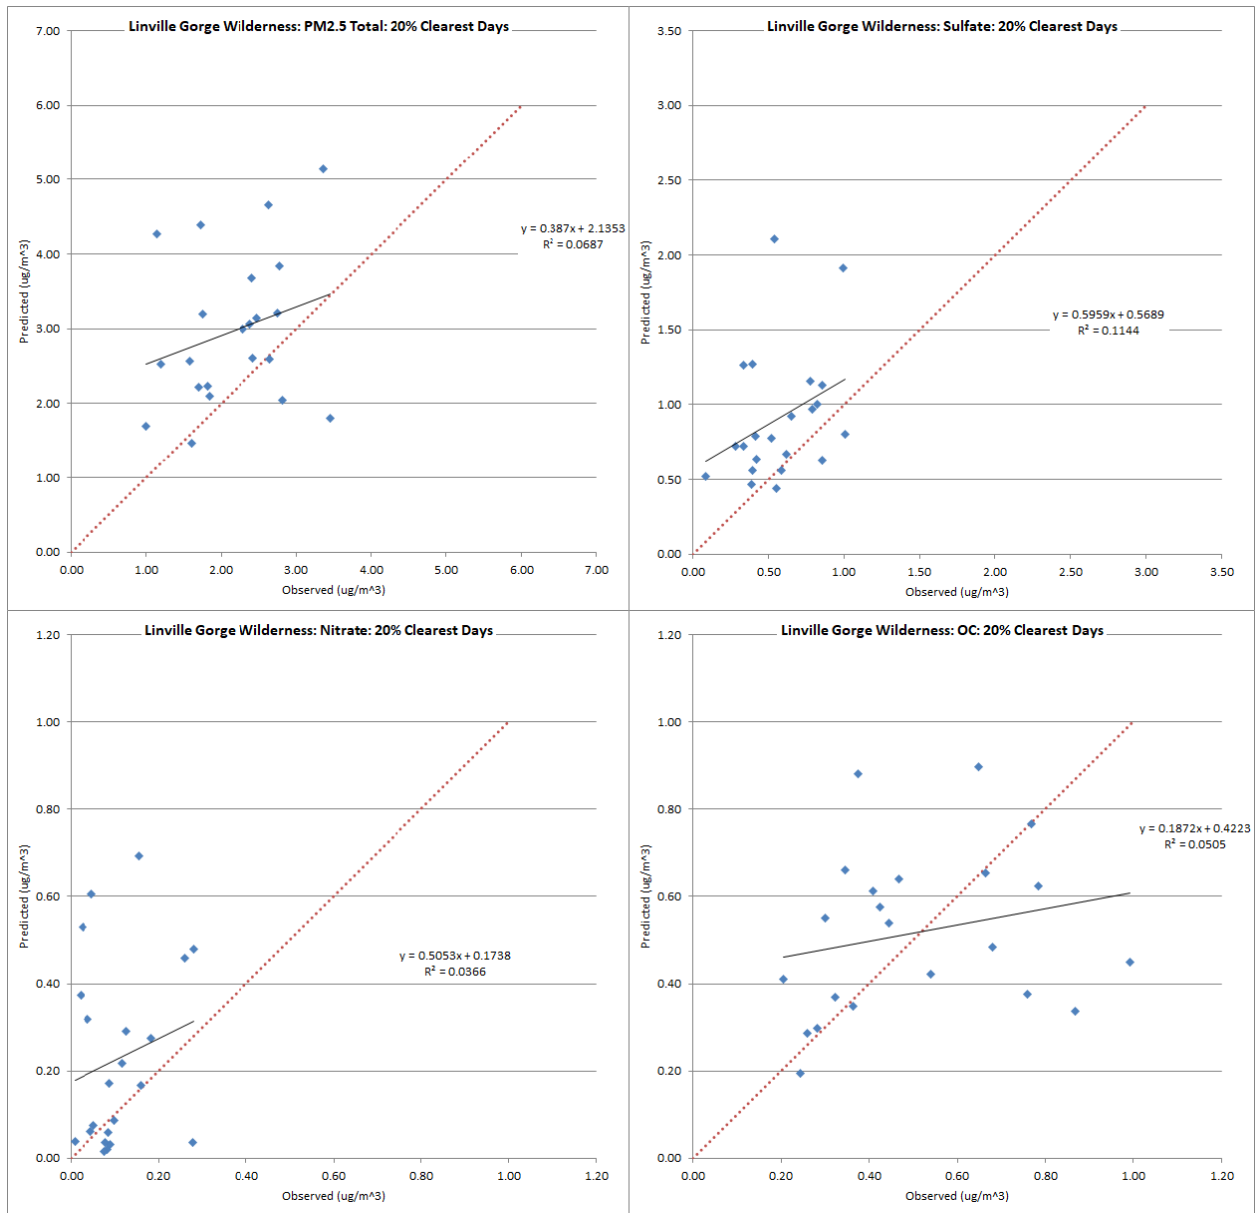 Linville Gorge Wilderness: PM2.5 Total: 20% Clearest Days
7.00
6.00
5.00
4.00
3.00
2.00
1.00
0.00
Predicted (ug/m^3)
y = 0.387x + 2.1353
R² = 0.0687
0.00 1.00 2.00 3.00 4.00 5.00 6.00 7.00
Observed (ug/m^3)
Linville Gorge Wilderness: Sulfate: 20% Clearest Days
3.50
3.00
2.50
2.00
1.50
1.00
0.50
0.00
Predicted (ug/m^3)
y = 0.5959x + 0.5689
R² = 0.1144
0.00 0.50 1.00 1.50 2.00 2.50 3.00 3.50
Observed (ug/m^3)
Linville Gorge Wilderness: Nitrate: 20% Clearest Days
1.20
1.00
0.80
0.60
0.40
0.20
0.00
Predicted (ug/m^3)
y = 0.5053x + 0.1738
R² = 0.0366
0.00 0.20 0.40 0.60 0.80 1.00 1.20
Observed (ug/m^3)
Linville Gorge Wilderness: OC: 20% Clearest Days
1.20
1.00
0.80
0.60
0.40
0.20
0.00
Predicted (ug/m^3)
y = 0.1872x + 0.4223
R² = 0.0505
0.00 0.20 0.40 0.60 0.80 1.00 1.20
Observed (ug/m^3)